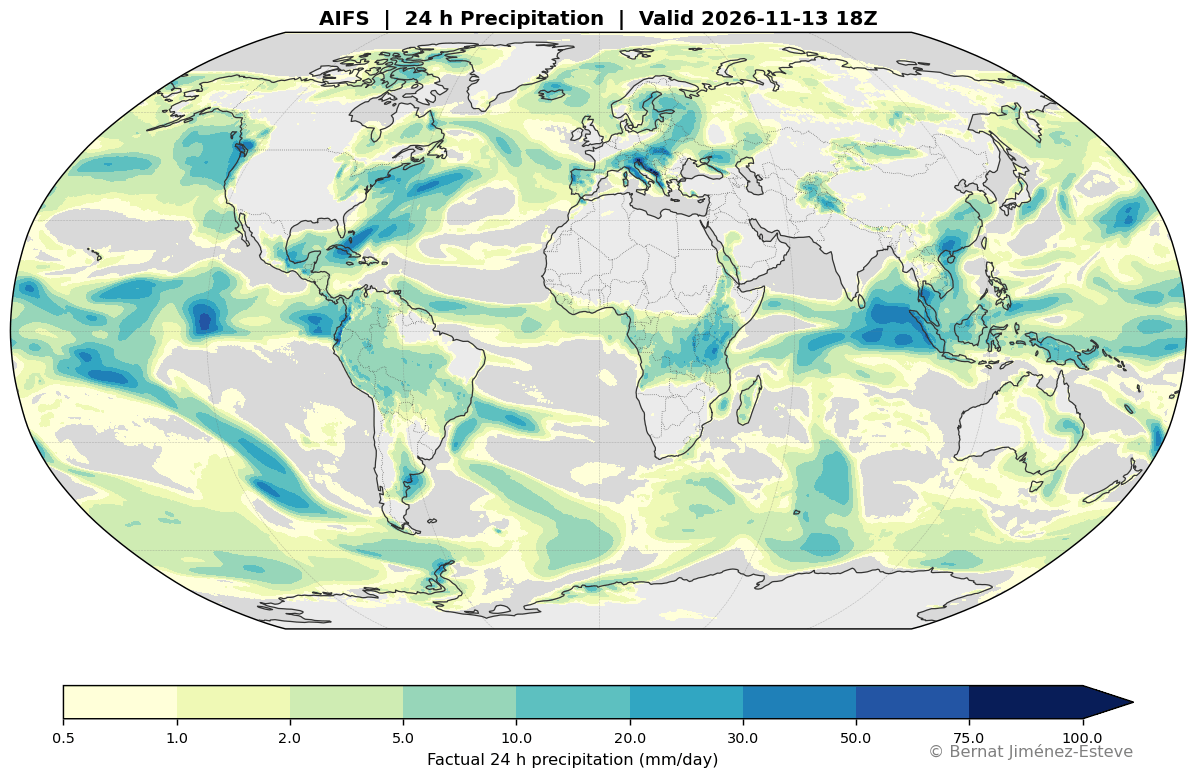 AIFS | 24 h Precipitation | Valid 2026-11-13 18Z
0.5 1.0 2.0 5.0 10.0 20.0 30.0 50.0 75.0 100.0
Factual 24 h precipitation (mm/day)
© Bernat Jiménez-Esteve